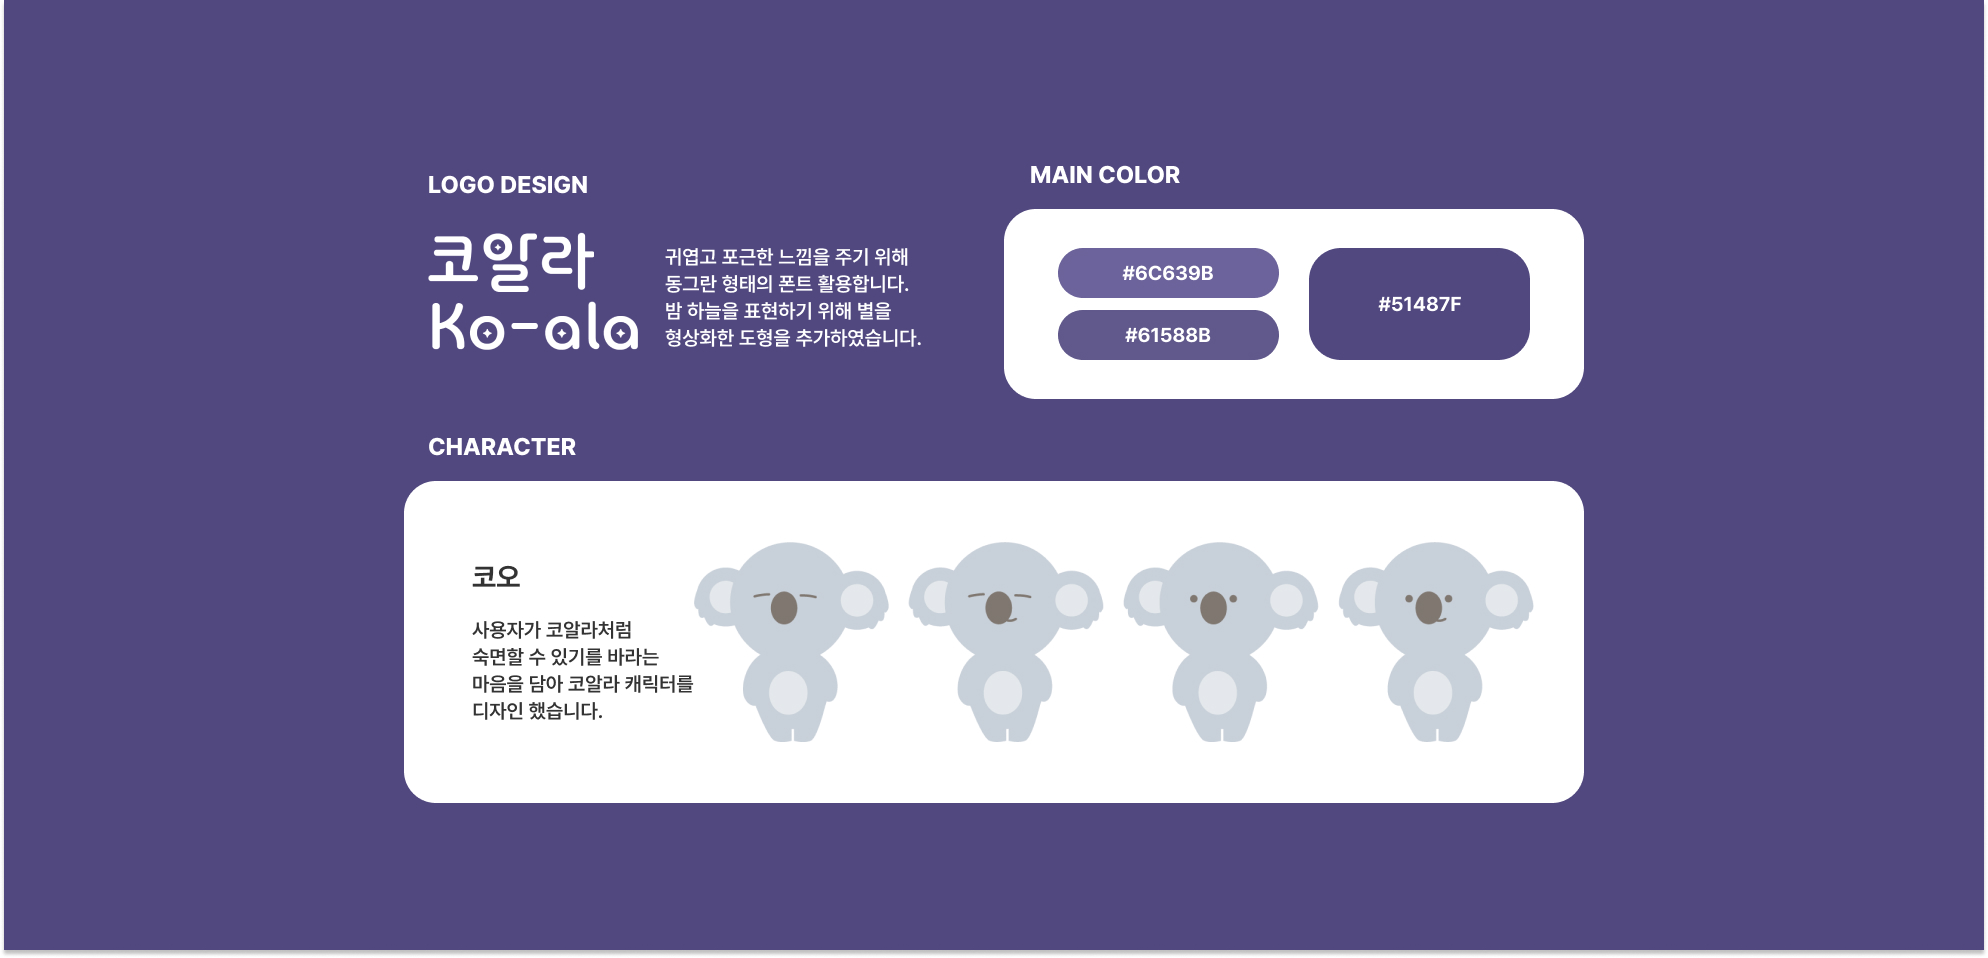 LOGO DESIGN
코알라
Ko-ala
귀엽고 포근한 느낌을 주기 위해
동그란 형태의 폰트 활용합니다.
밤 하늘을 표현하기 위해 별을
형상화한 도형을 추가하였습니다.
MAIN COLOR
#6C639B
#61588B
#51487F
CHARACTER
코오
사용자가 코알라처럼
숙면할 수 있기를 바라는
마음을 담아 코알라 캐릭터를
디자인 했습니다.